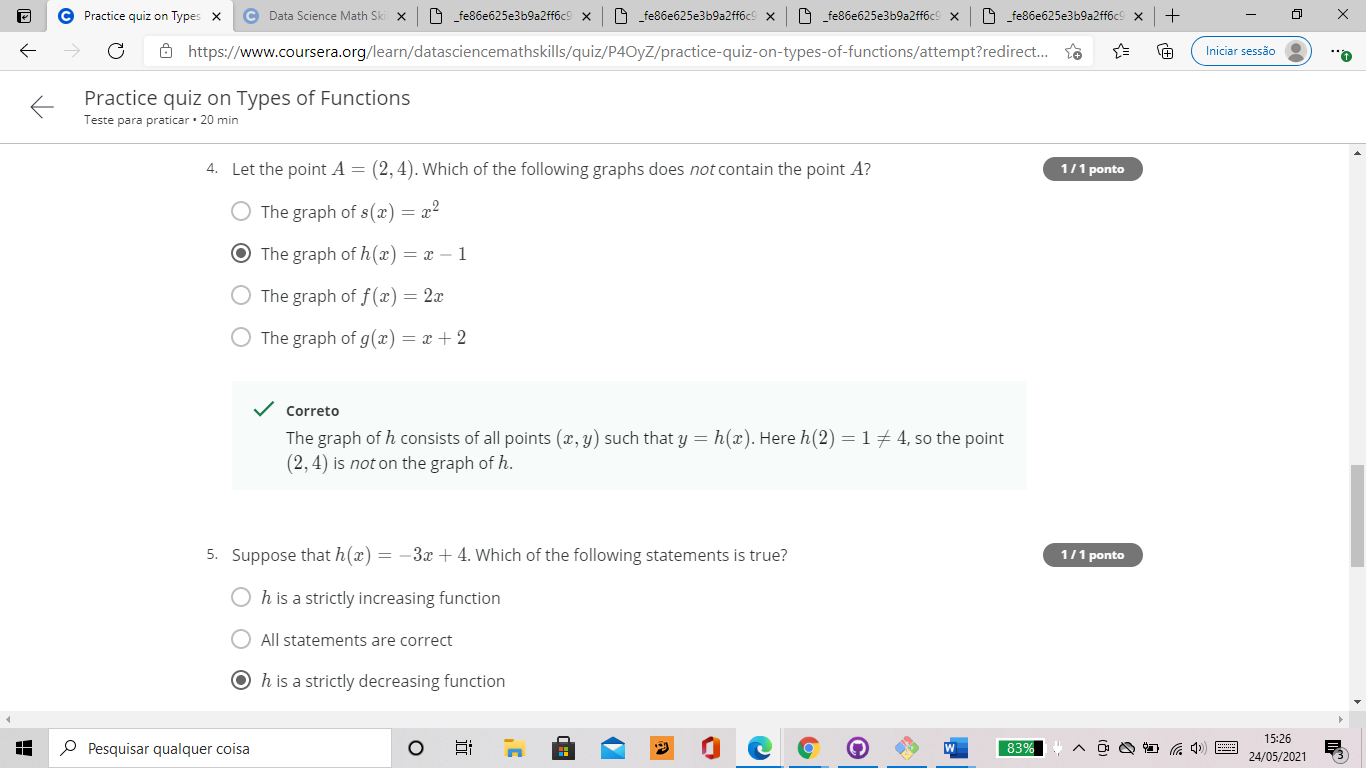 Practice quiz on Types
Data Science Math Ski
_fe86e625e3b9a2ff6c9
_fe86e625e3b9a2ff6c9
_fe86e625e3b9a2ff6c9
_fe86e625e3b9a2ff6c9
https://www.coursera.org/learn/datasciencemathskills/quiz/P4OyZ/practice-quiz-on-types-of-functions/attempt?redirect...
Iniciar sessão
Practice quiz on Types of Functions
Teste para praticar • 20 min
4. Let the point A = (2, 4). Which of the following graphs does not contain the point A?
1 / 1 ponto
The graph of s(x) = x²
The graph of h(x) = x − 1
The graph of f(x) = 2x
The graph of g(x) = x + 2
Correto
The graph of h consists of all points (x, y) such that y = h(x). Here h(2) = 1 ≠ 4, so the point
(2, 4) is not on the graph of h.
5. Suppose that h(x) = −3x + 4. Which of the following statements is true?
1 / 1 ponto
h is a strictly increasing function
All statements are correct
h is a strictly decreasing function
Pesquisar qualquer coisa
83%
15:26
24/05/2021
3